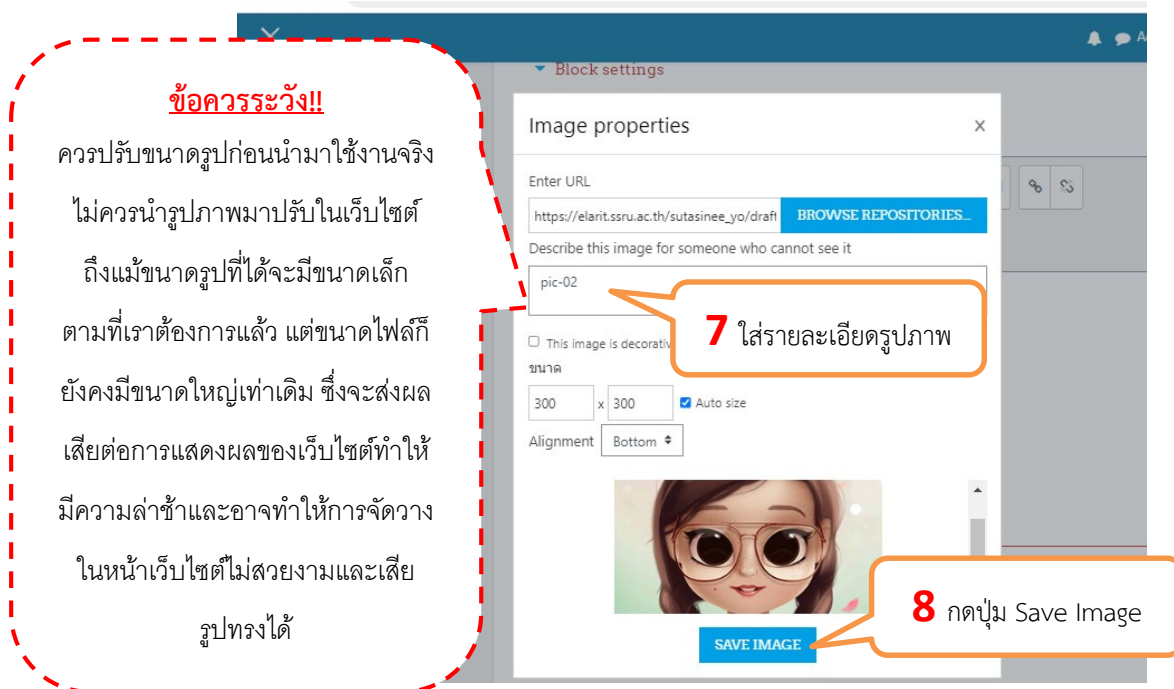 Block settings
ข้อควรระวัง!!
ควรปรับขนาดรูปก่อนนำมาใช้งานจริง
ไม่ควรนำรูปภาพมาปรับในเว็บไซต์
ถึงแม้ขนาดรูปที่ได้จะมีขนาดเล็ก
ตามที่เราต้องการแล้ว แต่ขนาดไฟล์ก็
ยังคงมีขนาดใหญ่เท่าเดิม ซึ่งจะส่งผล
เสียต่อการแสดงผลของเว็บไซต์ทำให้
มีความล่าช้าและอาจทำให้การจัดวาง
ในหน้าเว็บไซต์ไม่สวยงามและเสีย
รูปทรงได้
Image properties
Enter URL
https://elarit.ssru.ac.th/sutasinee_yo/draft BROWSE REPOSITORIES...
Describe this image for someone who cannot see it
pic-02
7 ใส่รายละเอียดรูปภาพ
This image is decorativ
ขนาด
300 x 300 Auto size
Alignment Bottom
8 กดปุ่ม Save Image
SAVE IMAGE